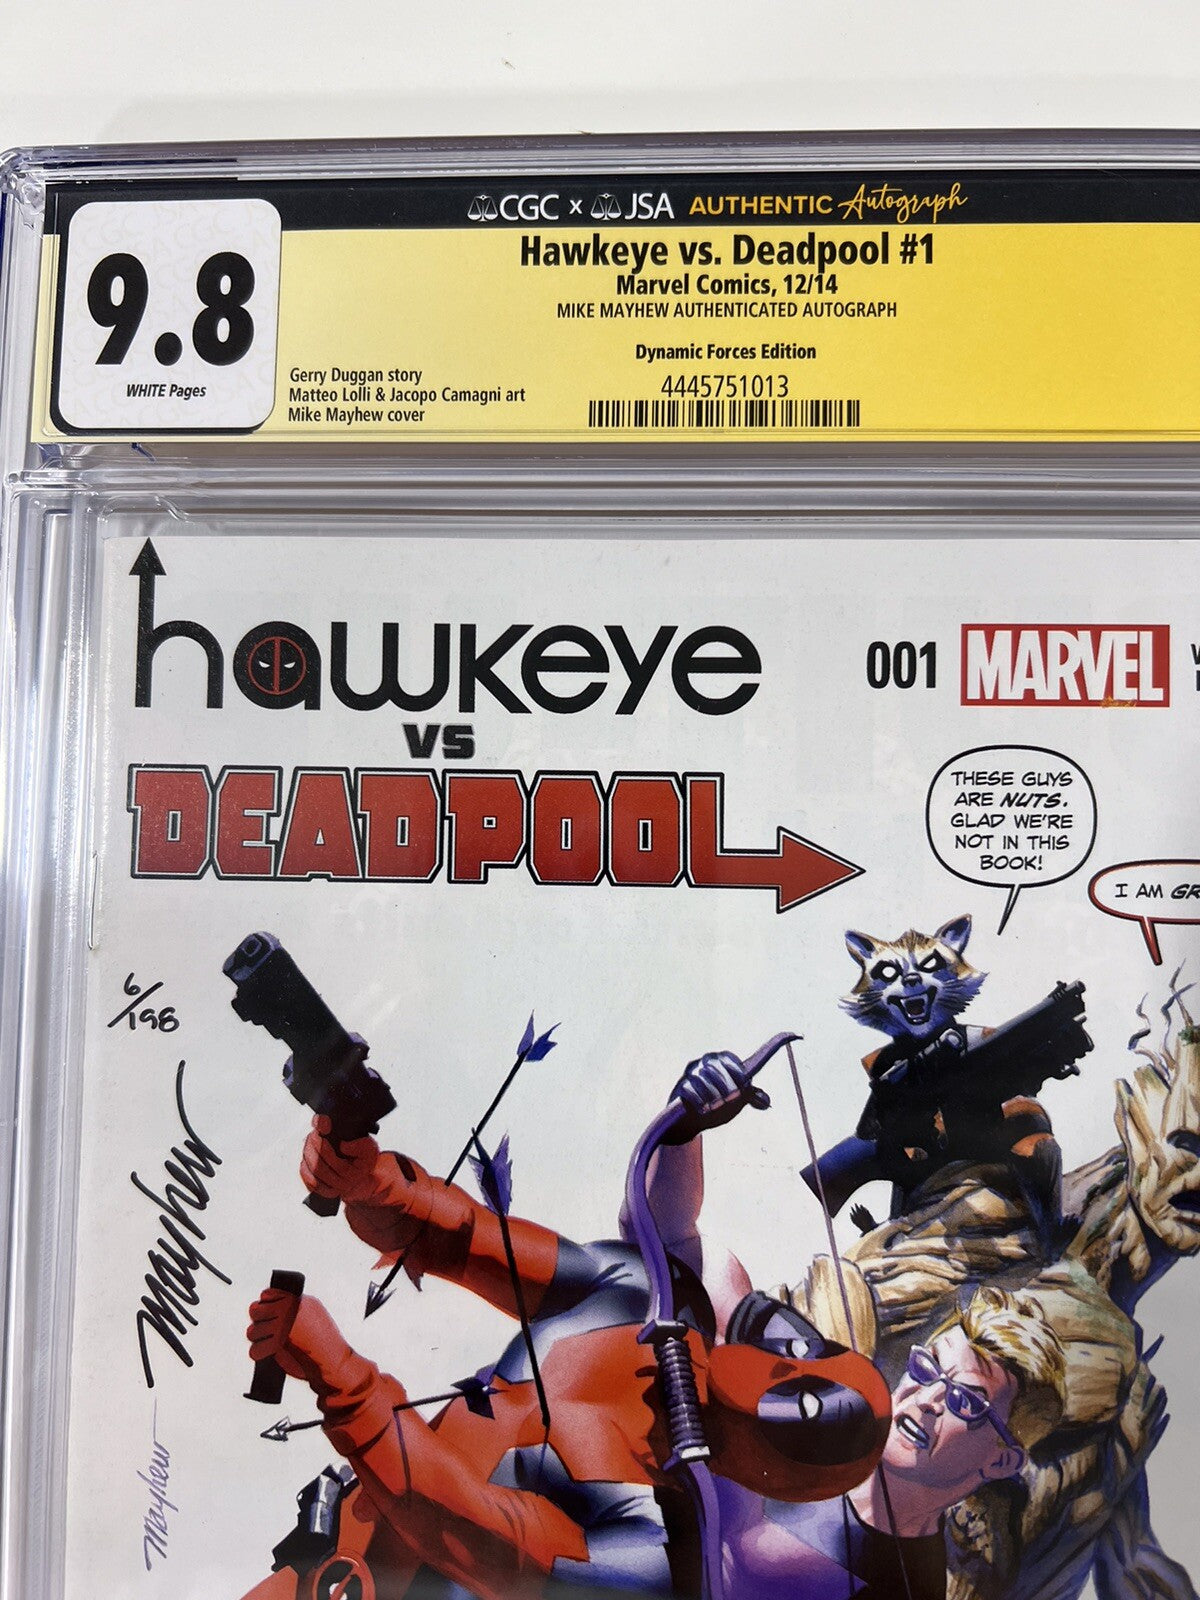 CGC x JSA AUTHENTIC Autograph
9.8
WHITE Pages
Hawkeye vs. Deadpool #1
Marvel Comics, 12/14
MIKE MAYHEW AUTHENTICATED AUTOGRAPH
Dynamic Forces Edition
Gerry Duggan story
Matteo Lolli & Jacopo Camagni art
Mike Mayhew cover
4445751013
hawkeye
VS
DEADPOOL
001
MARVEL
THESE GUYS
ARE NUTS.
GLAD WE'RE
NOT IN THIS
BOOK!
I AM GR
6/198
Mayhew
Mayhew